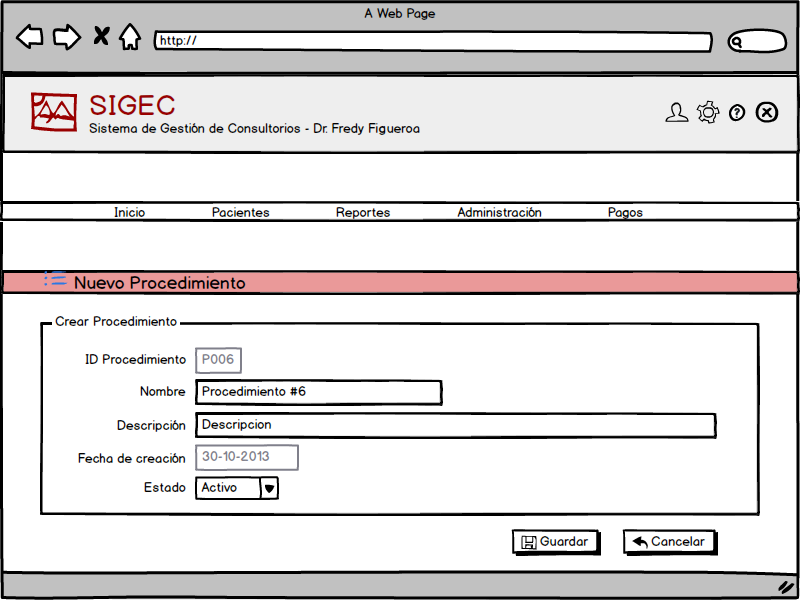 A Web Page
http://
SIGEC
Sistema de Gestión de Consultorios - Dr. Fredy Figueroa
Inicio Pacientes Reportes Administración Pagos
Nuevo Procedimiento
Crear Procedimiento
ID Procedimiento P006
Nombre Procedimiento #6
Descripción Descripcion
Fecha de creación 30-10-2013
Estado Activo
Guardar Cancelar